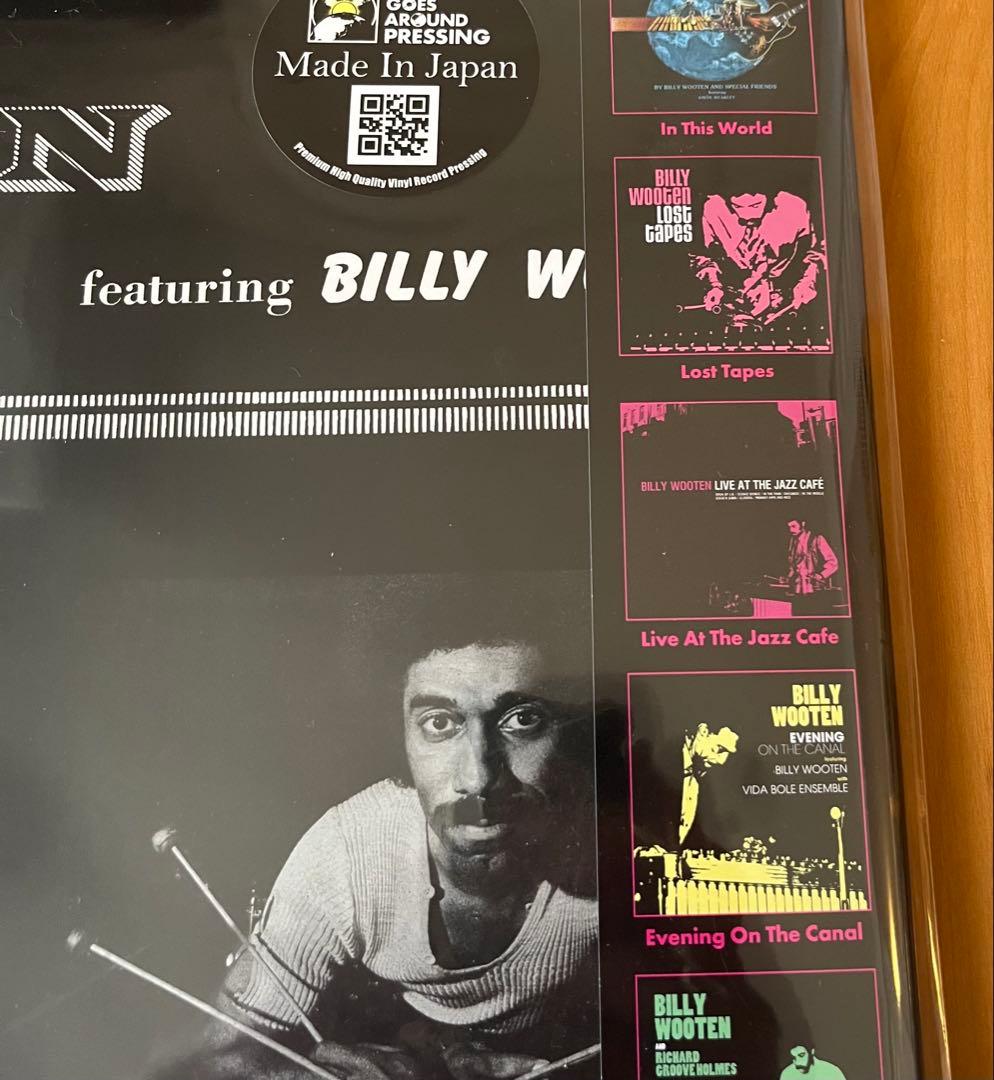 GOES
AROUND
PRESSING
Made In Japan
Premium High Quality Vinyl Record Pressing
ON
featuring BILLY W
BY BILLY WOOTEN AND SPECIAL FRIENDS
featuring
In This World
BILLY
WOOTEN
LOST
TAPES
Lost Tapes
BILLY WOOTEN LIVE AT THE JAZZ CAFÉ
Live At The Jazz Cafe
BILLY
WOOTEN
EVENING
ON THE CANAL
featuring
BILLY WOOTEN
with
VIDA BOLE ENSEMBLE
Evening On The Canal
BILLY
WOOTEN
AND
RICHARD
GROOVE HOLMES